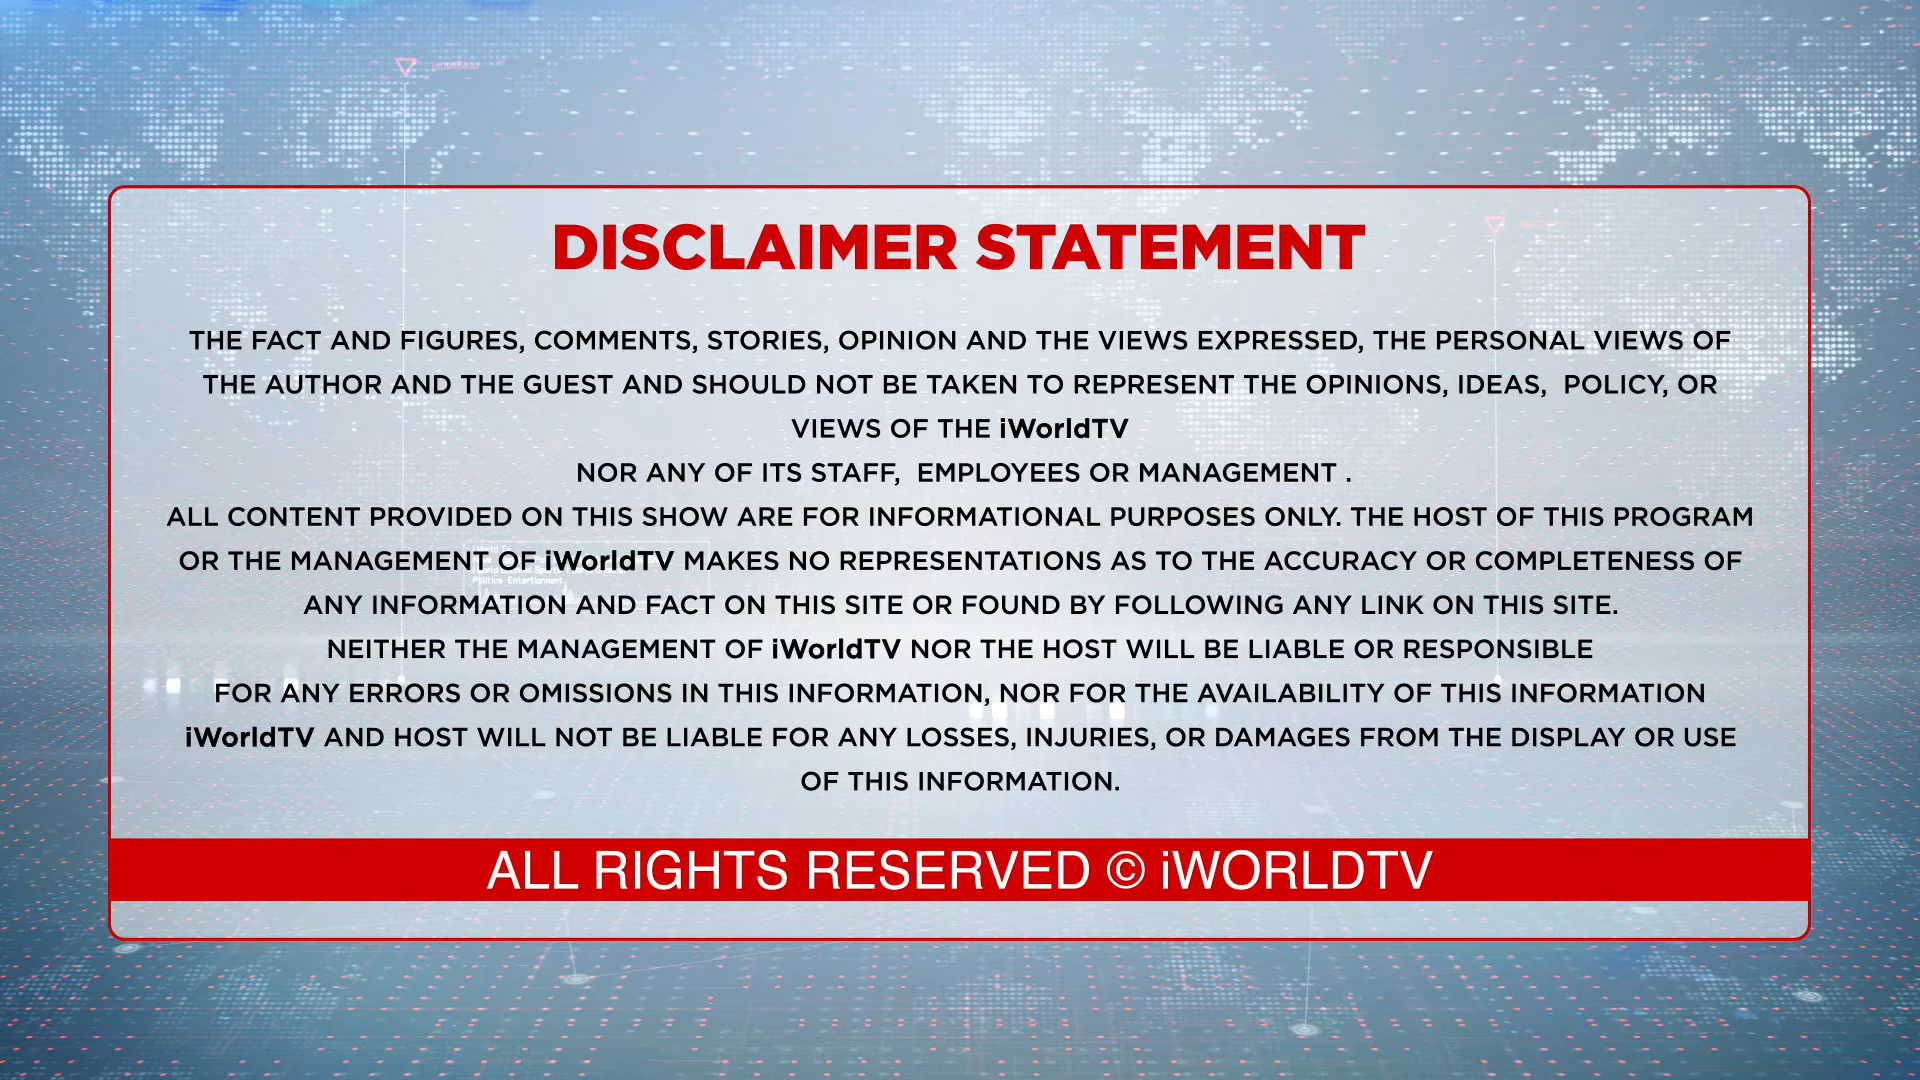 DISCLAIMER STATEMENT
THE FACT AND FIGURES, COMMENTS, STORIES, OPINION AND THE VIEWS EXPRESSED, THE PERSONAL VIEWS OF
THE AUTHOR AND THE GUEST AND SHOULD NOT BE TAKEN TO REPRESENT THE OPINIONS, IDEAS, POLICY, OR
VIEWS OF THE iWorldTV
NOR ANY OF ITS STAFF, EMPLOYEES OR MANAGEMENT .
ALL CONTENT PROVIDED ON THIS SHOW ARE FOR INFORMATIONAL PURPOSES ONLY. THE HOST OF THIS PROGRAM
OR THE MANAGEMENT OF iWorldTV MAKES NO REPRESENTATIONS AS TO THE ACCURACY OR COMPLETENESS OF
ANY INFORMATION AND FACT ON THIS SITE OR FOUND BY FOLLOWING ANY LINK ON THIS SITE.
NEITHER THE MANAGEMENT OF iWorldTV NOR THE HOST WILL BE LIABLE OR RESPONSIBLE
FOR ANY ERRORS OR OMISSIONS IN THIS INFORMATION, NOR FOR THE AVAILABILITY OF THIS INFORMATION
iWorldTV AND HOST WILL NOT BE LIABLE FOR ANY LOSSES, INJURIES, OR DAMAGES FROM THE DISPLAY OR USE
OF THIS INFORMATION.
ALL RIGHTS RESERVED © iWORLDTV